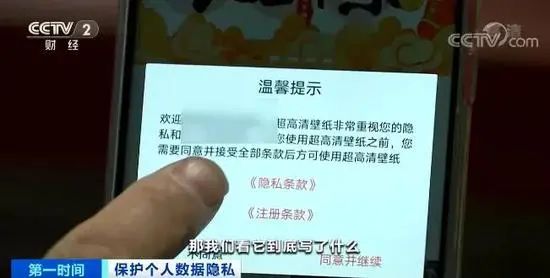 CCTV 2
财经
CCTV.com
温馨提示
欢迎 超高清壁纸非常重视您的隐
私和 您使用超高清壁纸之前，您
需要同意并接受全部条款后方可使用超高清壁纸
《隐私条款》
《注册条款》
不同意
同意并继续
那我们看它到底写了什么
第一时间
保护个人数据隐私